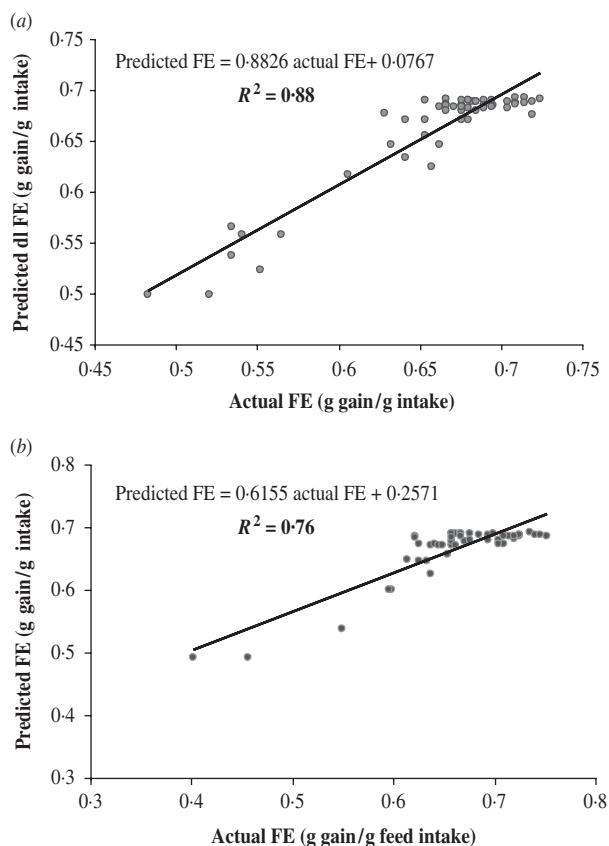 (a)
0·75
0·7
0·65
0·6
0·55
0·5
0·45
Predicted dl FE (g gain/g intake)
Predicted FE = 0·8826 actual FE+ 0·0767
R² = 0·88
0·45 0·5 0·55 0·6 0·65 0·7 0·75
Actual FE (g gain/g intake)
(b)
0·8
0·7
0·6
0·5
0·4
0·3
Predicted FE (g gain/g intake)
Predicted FE = 0·6155 actual FE + 0·2571
R² = 0·76
0·3 0·4 0·5 0·6 0·7 0·8
Actual FE (g gain/g feed intake)